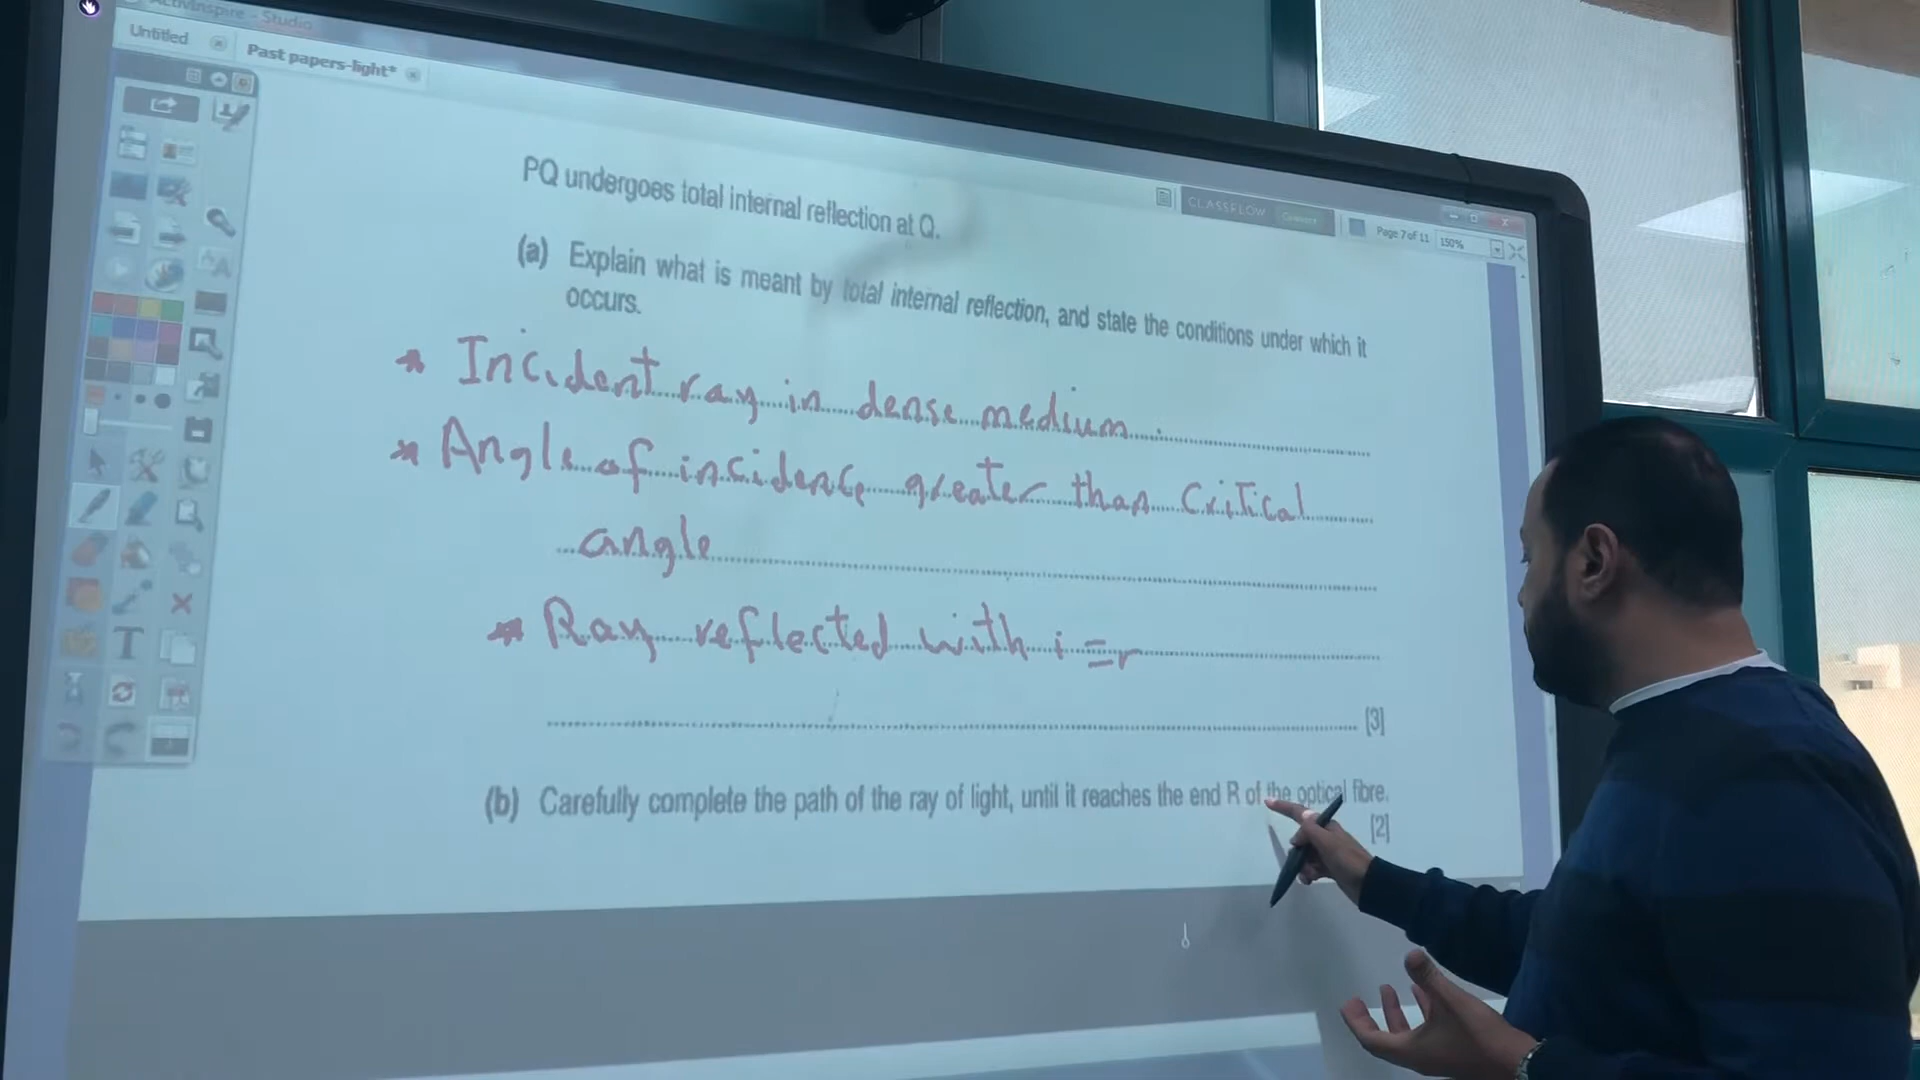 ActivInspire - Studio
Untitled
Past papers-light*
CLASSFLOW Connect
Page 7 of 11 150%
PQ undergoes total internal reflection at Q.
(a) Explain what is meant by total internal reflection, and state the conditions under which it
occurs.
* Incident ray in dense medium.
* Angle of incidence greater than critical
angle
* Ray reflected with i = r
[3]
(b) Carefully complete the path of the ray of light, until it reaches the end R of the optical fibre.
[2]